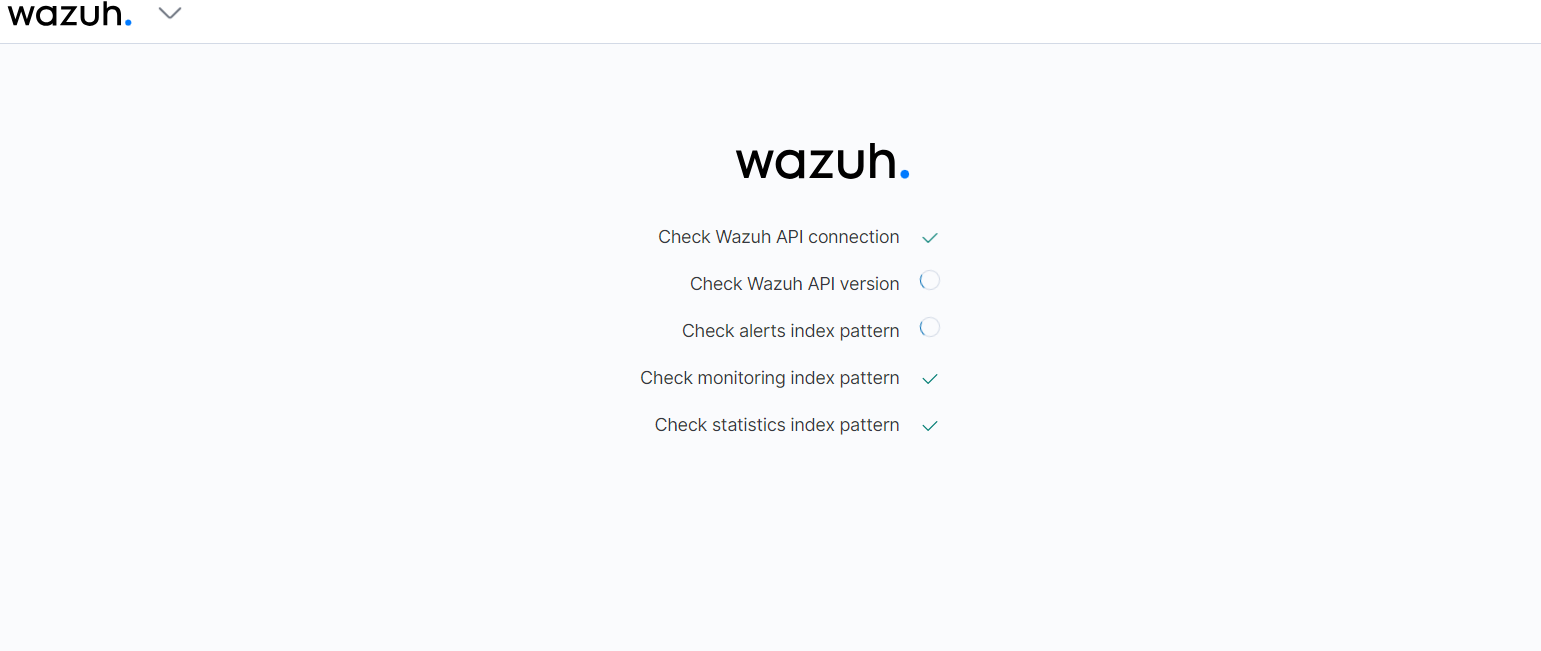 wazuh.
wazuh.
Check Wazuh API connection
Check Wazuh API version
Check alerts index pattern
Check monitoring index pattern
Check statistics index pattern